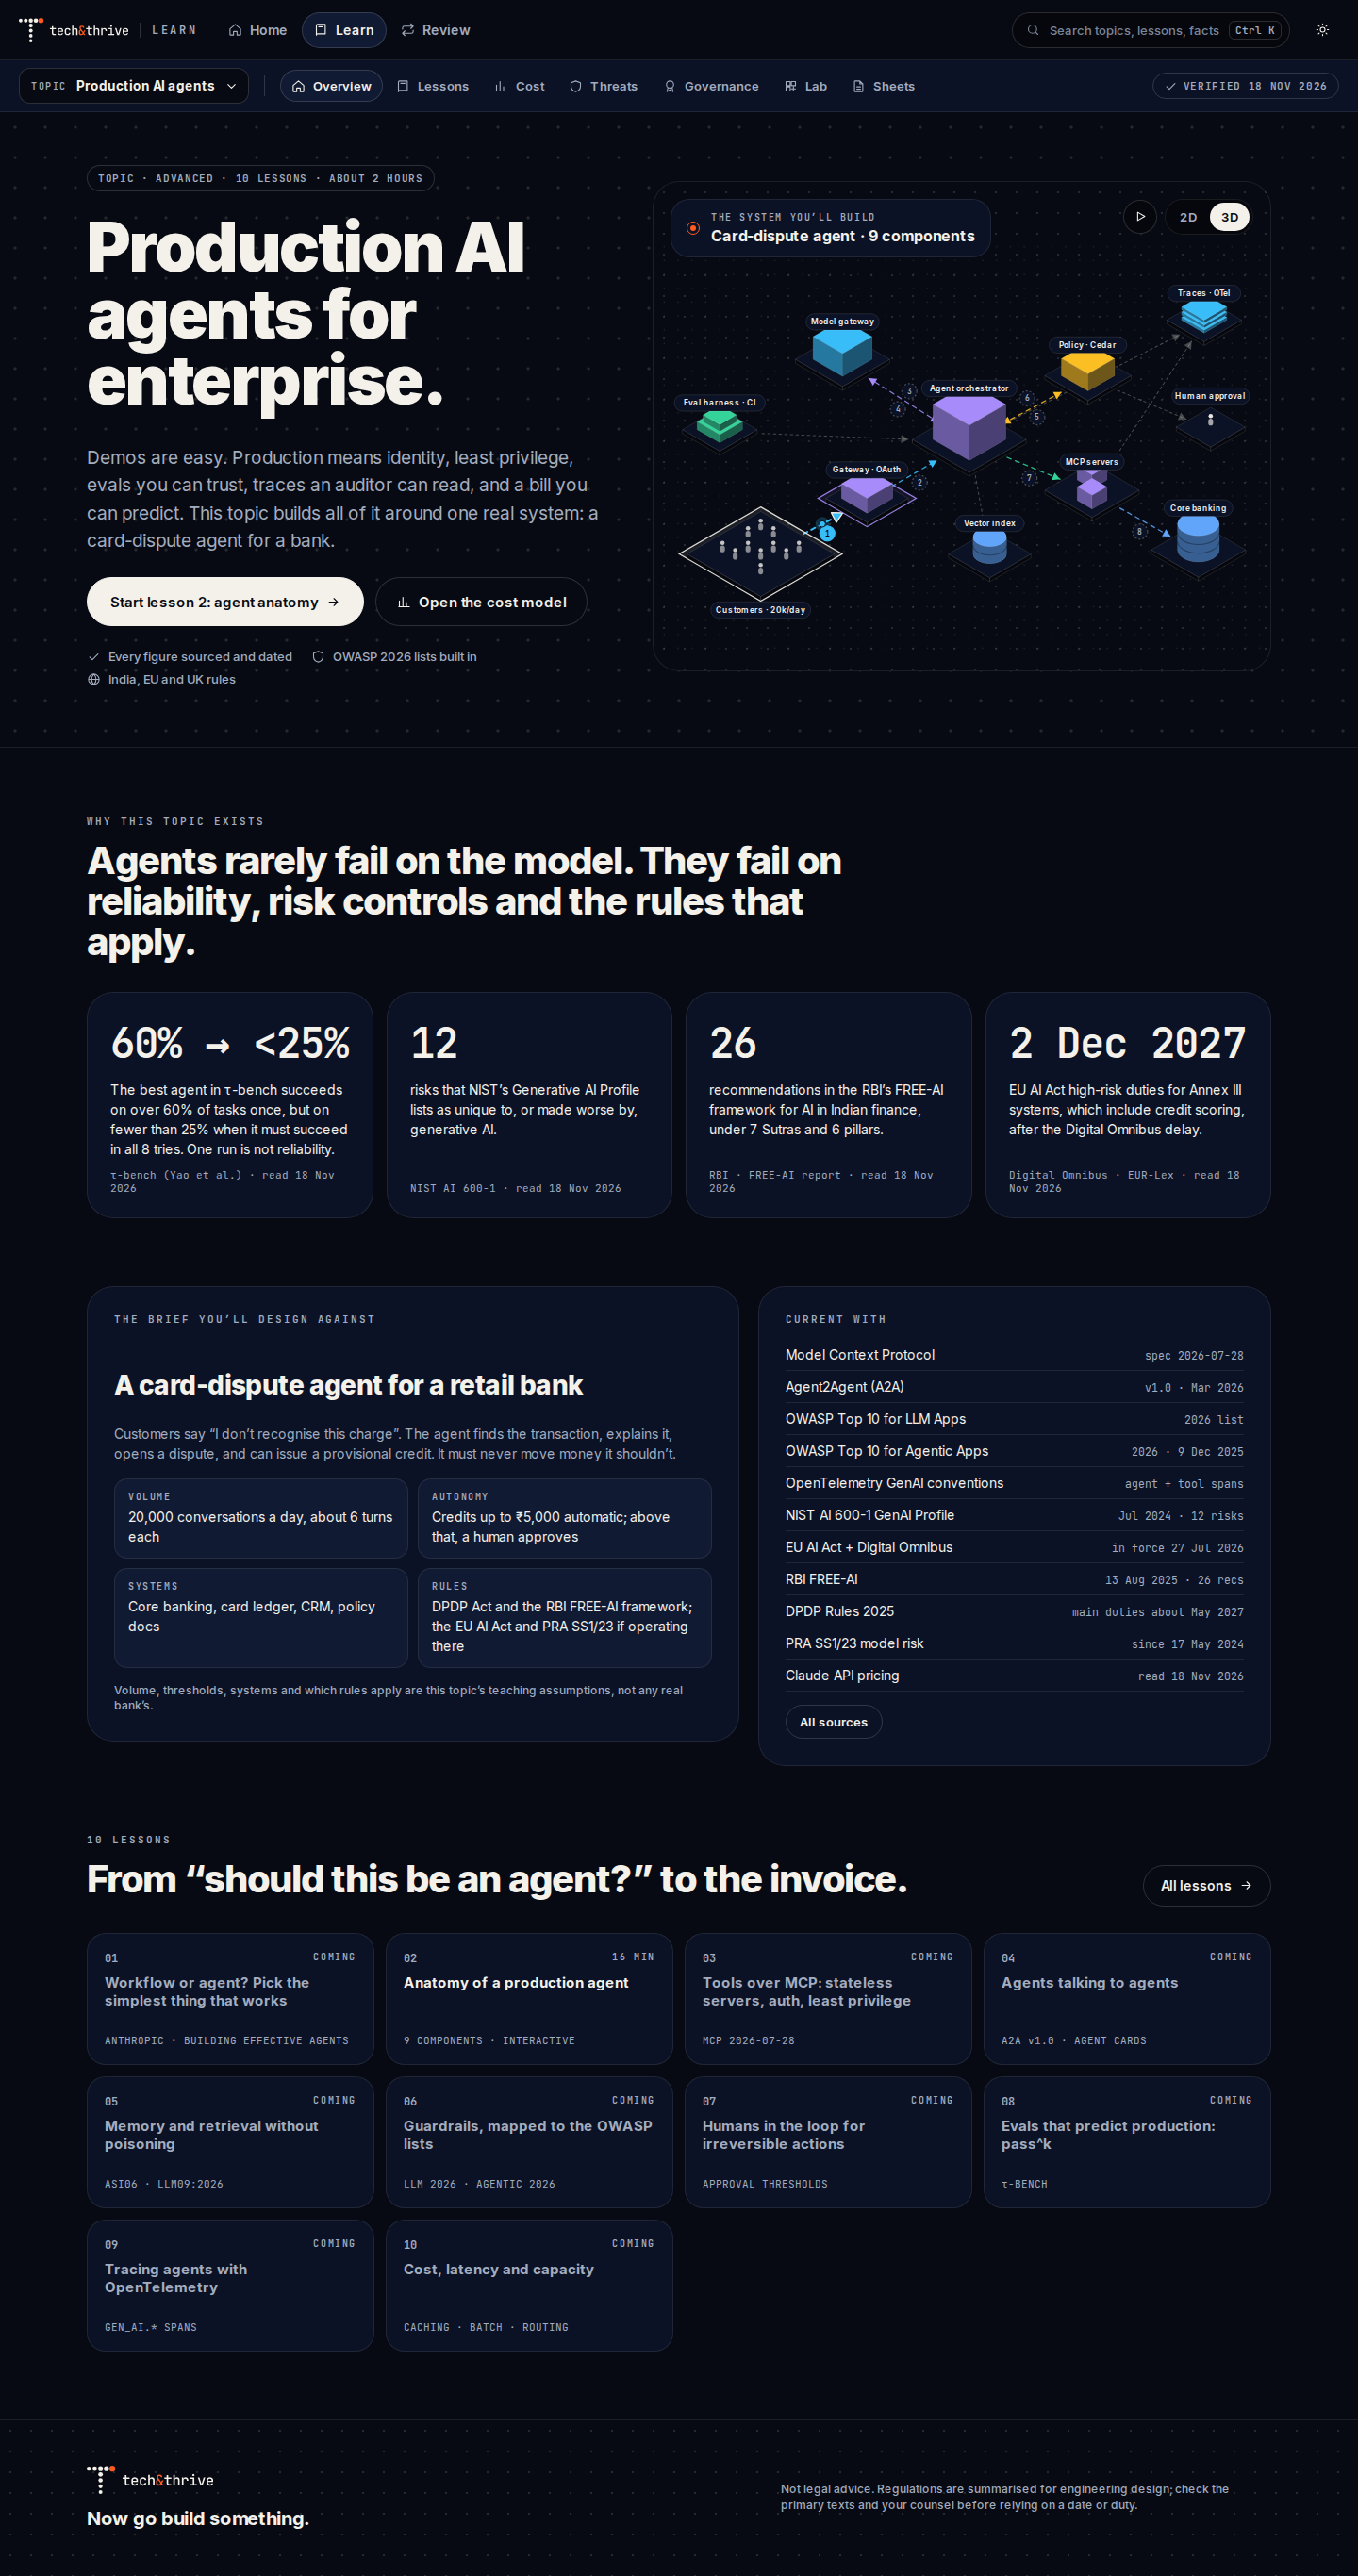 tech&thrive
LEARN
Home
Learn
Review
Search topics, lessons, facts
Ctrl K
TOPIC
Production AI agents
Overview
Lessons
Cost
Threats
Governance
Lab
Sheets
VERIFIED 18 NOV 2026
TOPIC · ADVANCED · 10 LESSONS · ABOUT 2 HOURS
Production AI
agents for
enterprise.
Demos are easy. Production means identity, least privilege,
evals you can trust, traces an auditor can read, and a bill you
can predict. This topic builds all of it around one real system: a
card-dispute agent for a bank.
Start lesson 2: agent anatomy →
Open the cost model
Every figure sourced and dated
OWASP 2026 lists built in
India, EU and UK rules
THE SYSTEM YOU’LL BUILD
Card-dispute agent · 9 components
2D
3D
Traces · OTel
Model gateway
Policy · Cedar
Agent orchestrator
Human approval
Eval harness · CI
3
4
6
5
MCP servers
Gateway · OAuth
2
7
Core banking
Vector index
1
8
Customers · 20k/day
WHY THIS TOPIC EXISTS
Agents rarely fail on the model. They fail on
reliability, risk controls and the rules that
apply.
60% → <25%
The best agent in τ-bench succeeds
on over 60% of tasks once, but on
fewer than 25% when it must succeed
in all 8 tries. One run is not reliability.
τ-bench (Yao et al.) · read 18 Nov
2026
12
risks that NIST’s Generative AI Profile
lists as unique to, or made worse by,
generative AI.
NIST AI 600-1 · read 18 Nov 2026
26
recommendations in the RBI’s FREE-AI
framework for AI in Indian finance,
under 7 Sutras and 6 pillars.
RBI · FREE-AI report · read 18 Nov
2026
2 Dec 2027
EU AI Act high-risk duties for Annex III
systems, which include credit scoring,
after the Digital Omnibus delay.
Digital Omnibus · EUR-Lex · read 18
Nov 2026
THE BRIEF YOU’LL DESIGN AGAINST
A card-dispute agent for a retail bank
Customers say “I don’t recognise this charge”. The agent finds the transaction, explains it,
opens a dispute, and can issue a provisional credit. It must never move money it shouldn’t.
VOLUME
20,000 conversations a day, about 6 turns
each
AUTONOMY
Credits up to ₹5,000 automatic; above
that, a human approves
SYSTEMS
Core banking, card ledger, CRM, policy
docs
RULES
DPDP Act and the RBI FREE-AI framework;
the EU AI Act and PRA SS1/23 if operating
there
Volume, thresholds, systems and which rules apply are this topic’s teaching assumptions, not any real
bank’s.
CURRENT WITH
Model Context Protocol
spec 2026-07-28
Agent2Agent (A2A)
v1.0 · Mar 2026
OWASP Top 10 for LLM Apps
2026 list
OWASP Top 10 for Agentic Apps
2026 · 9 Dec 2025
OpenTelemetry GenAI conventions
agent + tool spans
NIST AI 600-1 GenAI Profile
Jul 2024 · 12 risks
EU AI Act + Digital Omnibus
in force 27 Jul 2026
RBI FREE-AI
13 Aug 2025 · 26 recs
DPDP Rules 2025
main duties about May 2027
PRA SS1/23 model risk
since 17 May 2024
Claude API pricing
read 18 Nov 2026
All sources
10 LESSONS
From “should this be an agent?” to the invoice.
All lessons →
01
COMING
Workflow or agent? Pick the
simplest thing that works
ANTHROPIC · BUILDING EFFECTIVE AGENTS
02
16 MIN
Anatomy of a production agent
9 COMPONENTS · INTERACTIVE
03
COMING
Tools over MCP: stateless
servers, auth, least privilege
MCP 2026-07-28
04
COMING
Agents talking to agents
A2A v1.0 · AGENT CARDS
05
COMING
Memory and retrieval without
poisoning
ASI06 · LLM09:2026
06
COMING
Guardrails, mapped to the OWASP
lists
LLM 2026 · AGENTIC 2026
07
COMING
Humans in the loop for
irreversible actions
APPROVAL THRESHOLDS
08
COMING
Evals that predict production:
pass^k
τ-BENCH
09
COMING
Tracing agents with
OpenTelemetry
GEN_AI.* SPANS
10
COMING
Cost, latency and capacity
CACHING · BATCH · ROUTING
tech&thrive
Now go build something.
Not legal advice. Regulations are summarised for engineering design; check the
primary texts and your counsel before relying on a date or duty.